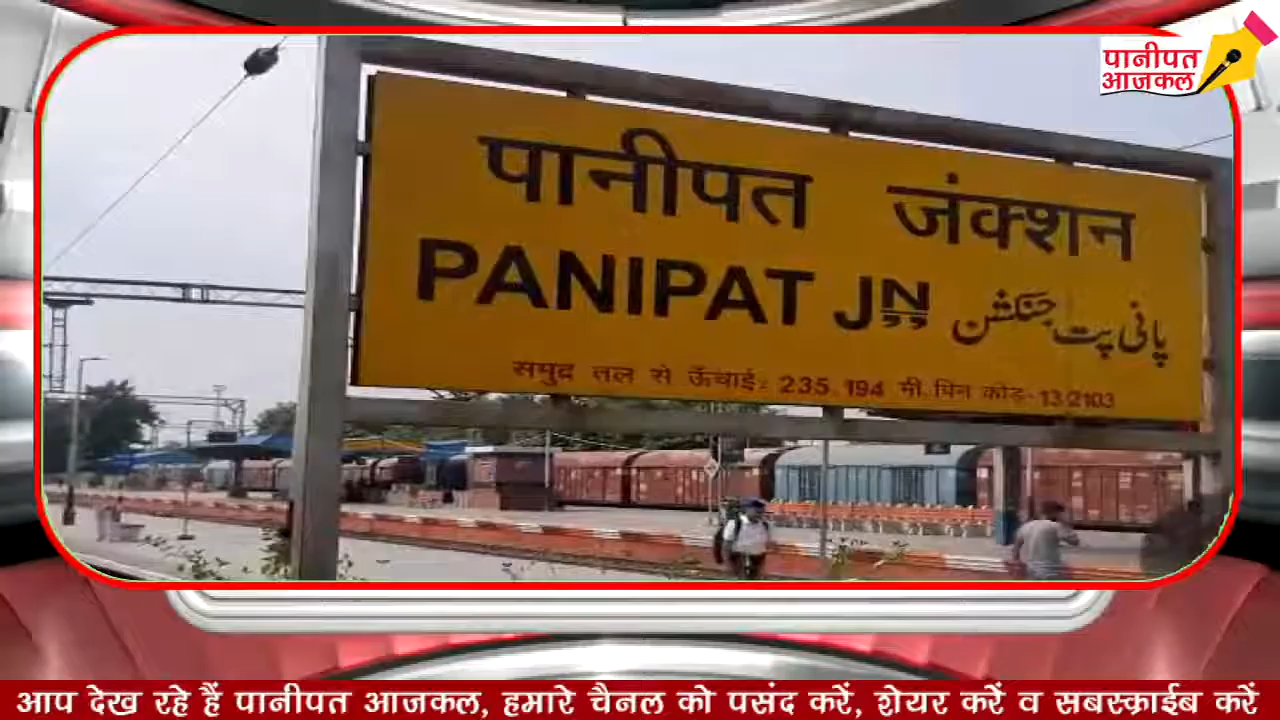 पानीपत
आजकल
पानीपत जंक्शन
PANIPAT JN
پانی پت جنکشن
समुद्र तल से ऊँचाई: 235.194 मी. पिन कोड-132103
आप देख रहे हैं पानीपत आजकल, हमारे चैनल को पसंद करें, शेयर करें व सबस्क्राईब करें